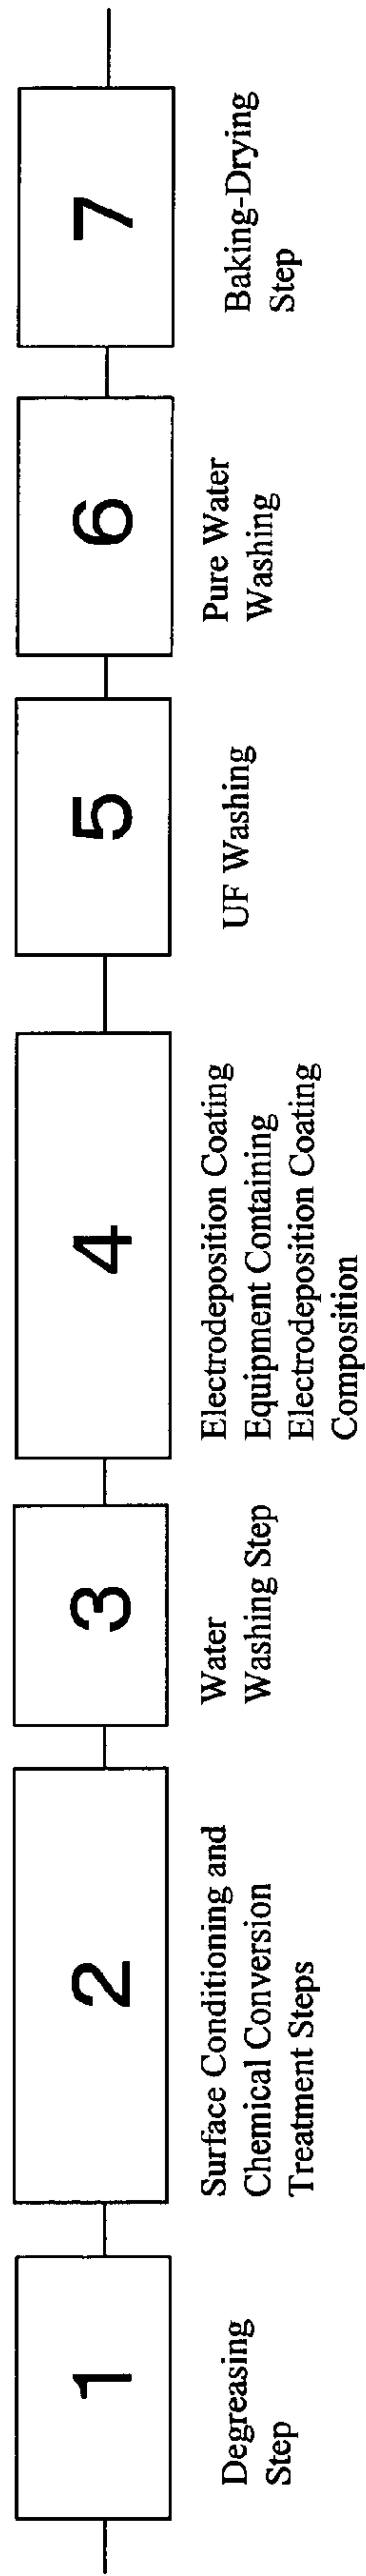 1
Degreasing
Step
2
Surface Conditioning and
Chemical Conversion
Treatment Steps
3
Water
Washing Step
4
Electrodeposition Coating
Equipment Containing
Electrodeposition Coating
Composition
5
UF Washing
6
Pure Water
Washing
7
Baking-Drying
Step